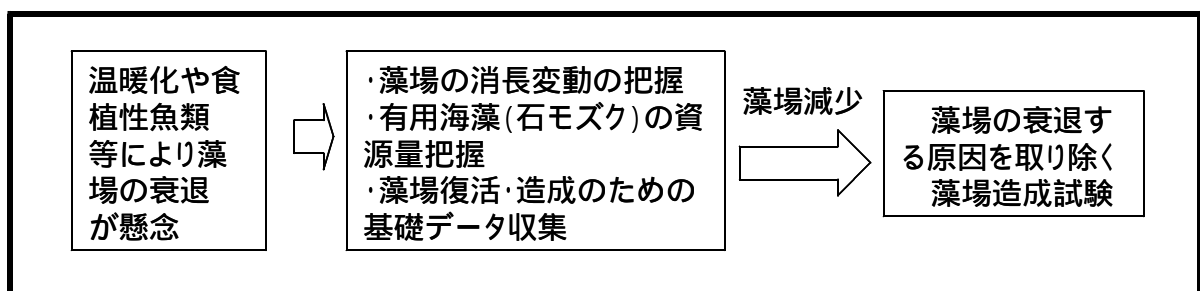 温暖化や食
植性魚類
等により藻
場の衰退
が懸念
･藻場の消長変動の把握
･有用海藻(石モズク)の資
源量把握
･藻場復活･造成のための
基礎データ収集
藻場減少
藻場の衰退す
る原因を取り除く
藻場造成試験